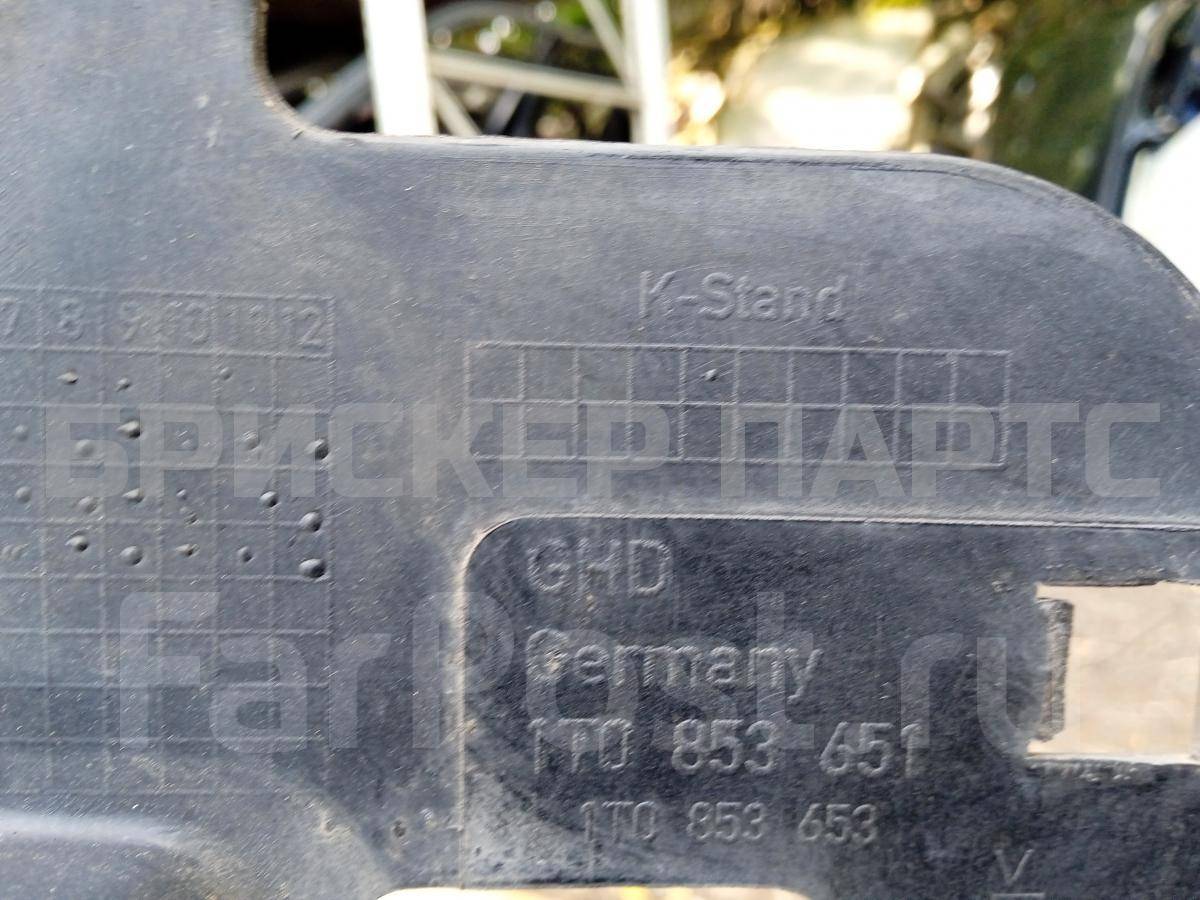 K-Stand
7 8 9 10 11 12
БРИСКЕР ПАРТС
GHD
Germany
FarPost.ru
1T0 853 651
1T0 853 653
V